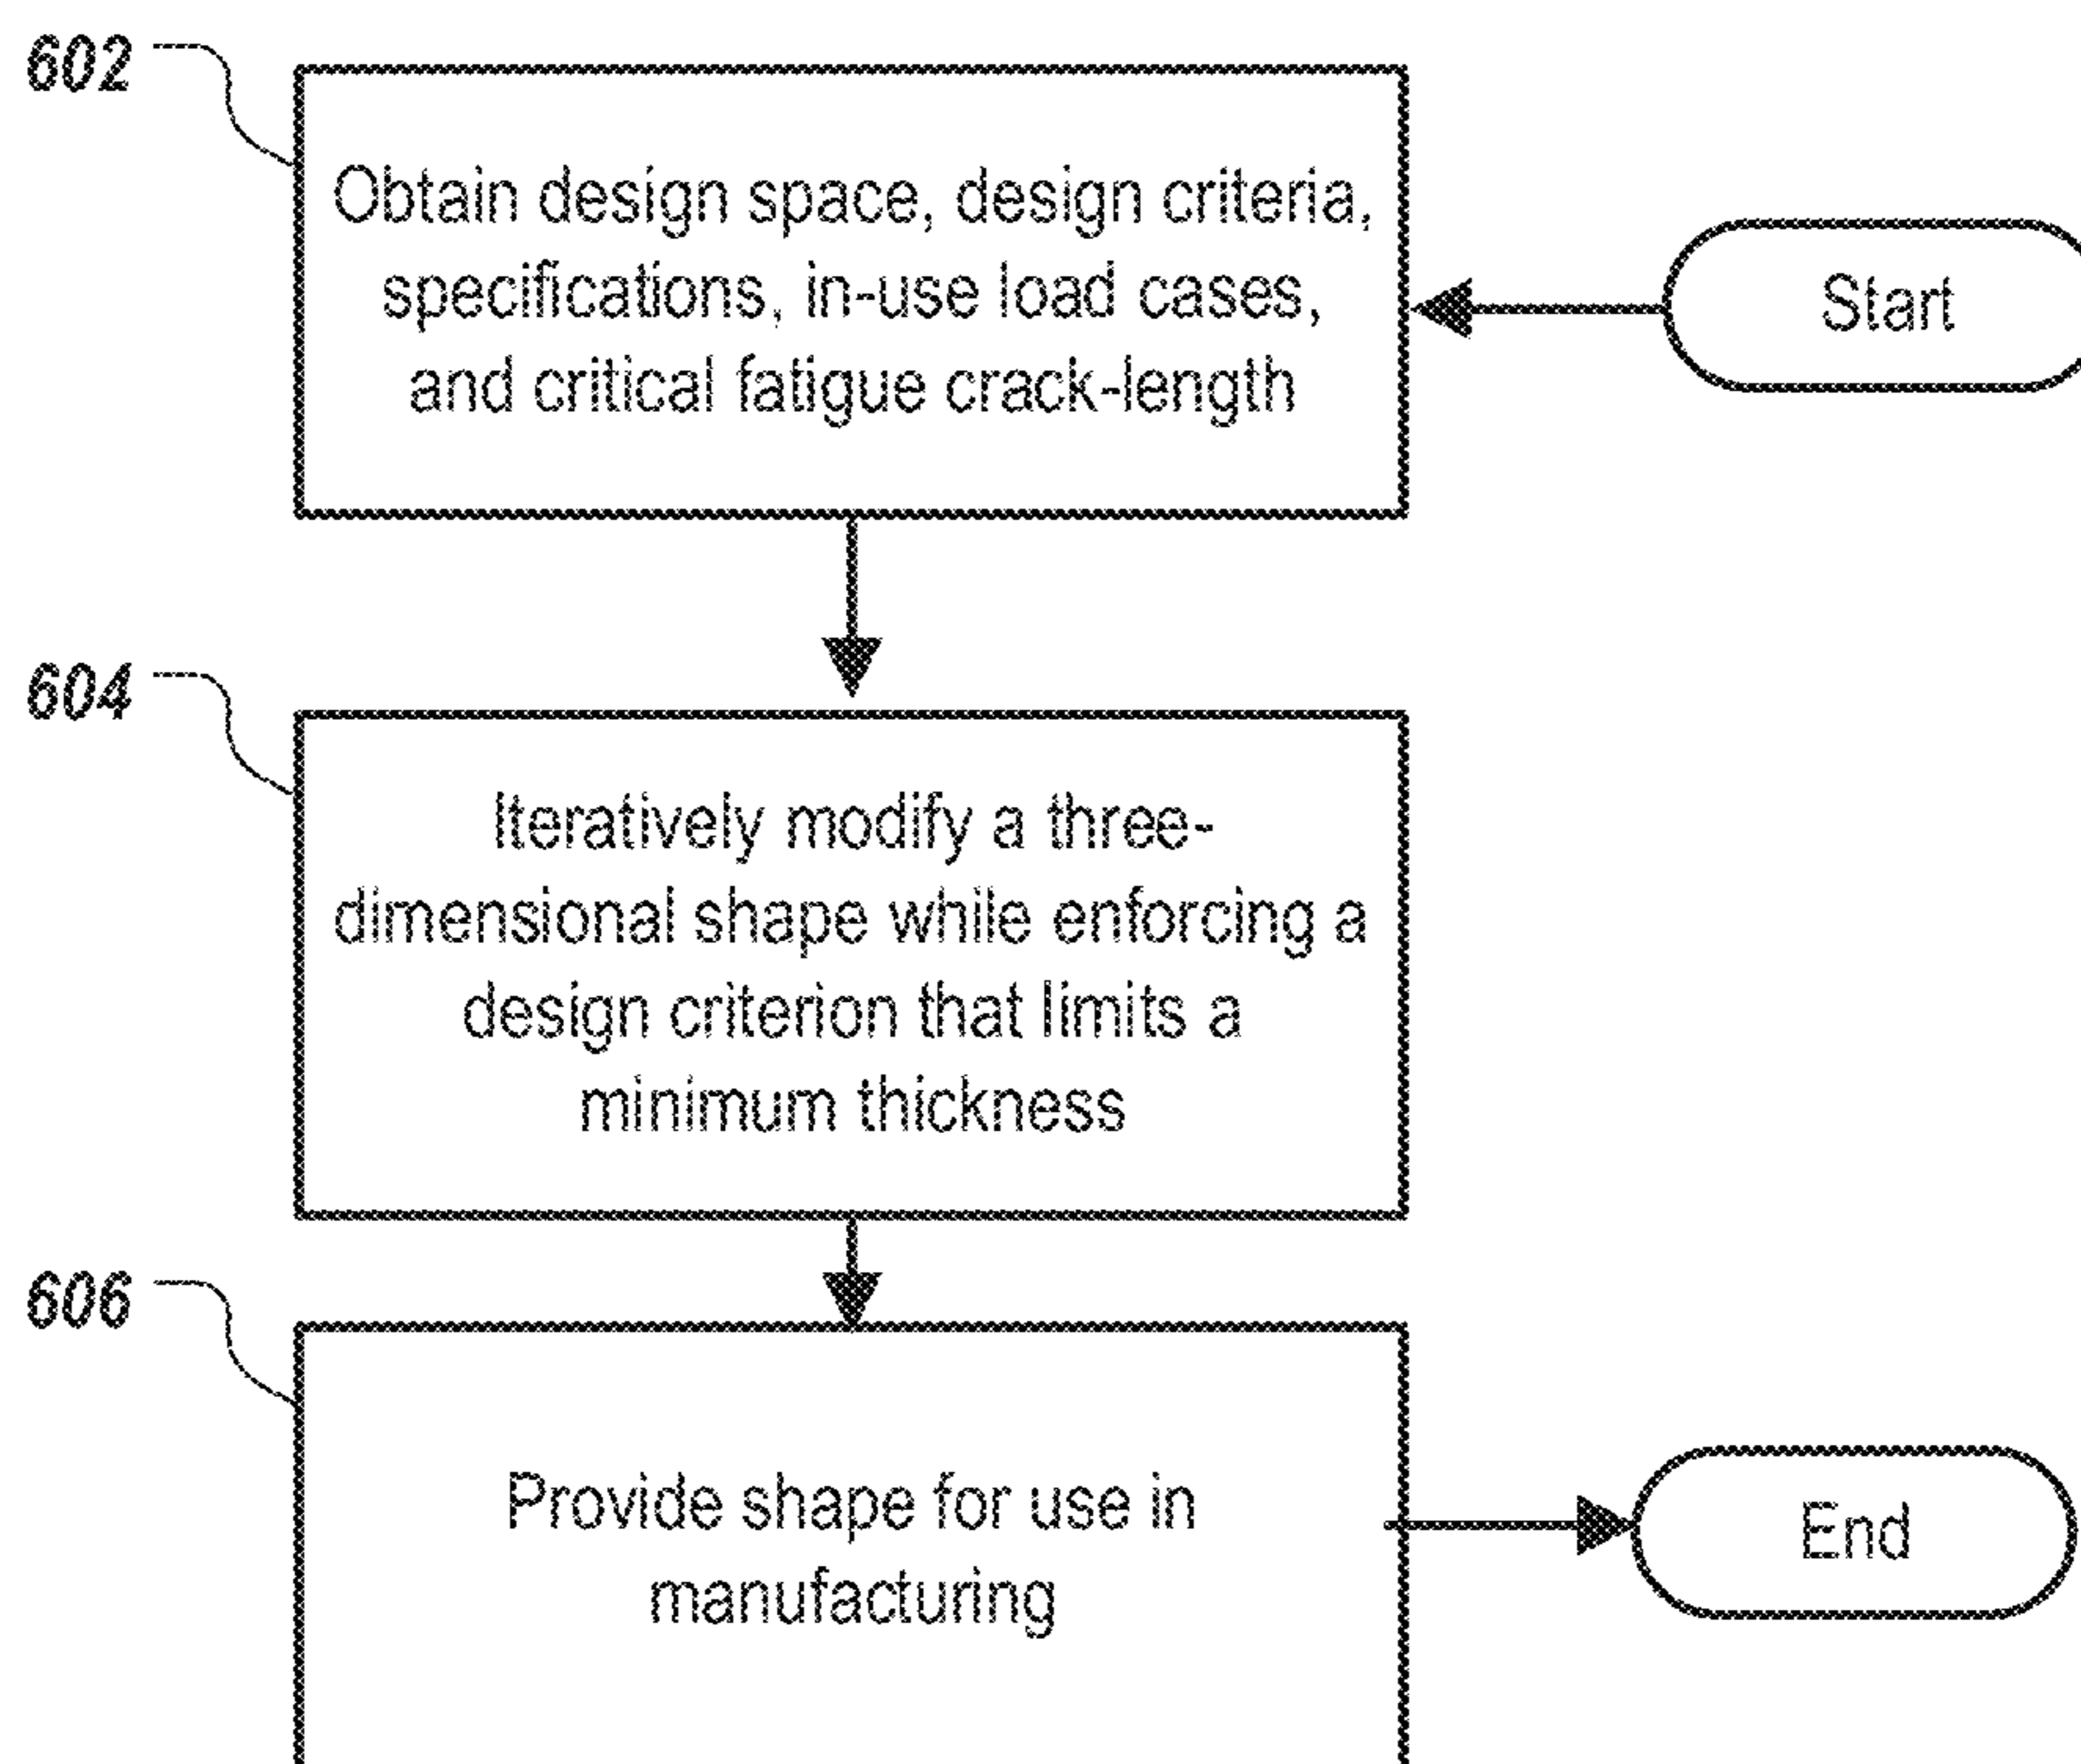 602
Obtain design space, design criteria,
specifications, in-use load cases,
and critical fatigue crack-length
Start
604
Iteratively modify a three-
dimensional shape while enforcing a
design criterion that limits a
minimum thickness
606
Provide shape for use in
manufacturing
End